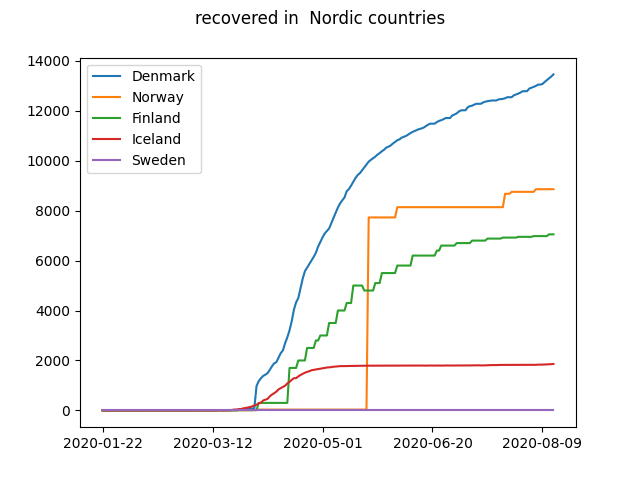 recovered in  Nordic countries
14000
12000
10000
8000
6000
4000
2000
0
Denmark
Norway
Finland
Iceland
Sweden
2020-01-22 2020-03-12 2020-05-01 2020-06-20 2020-08-09